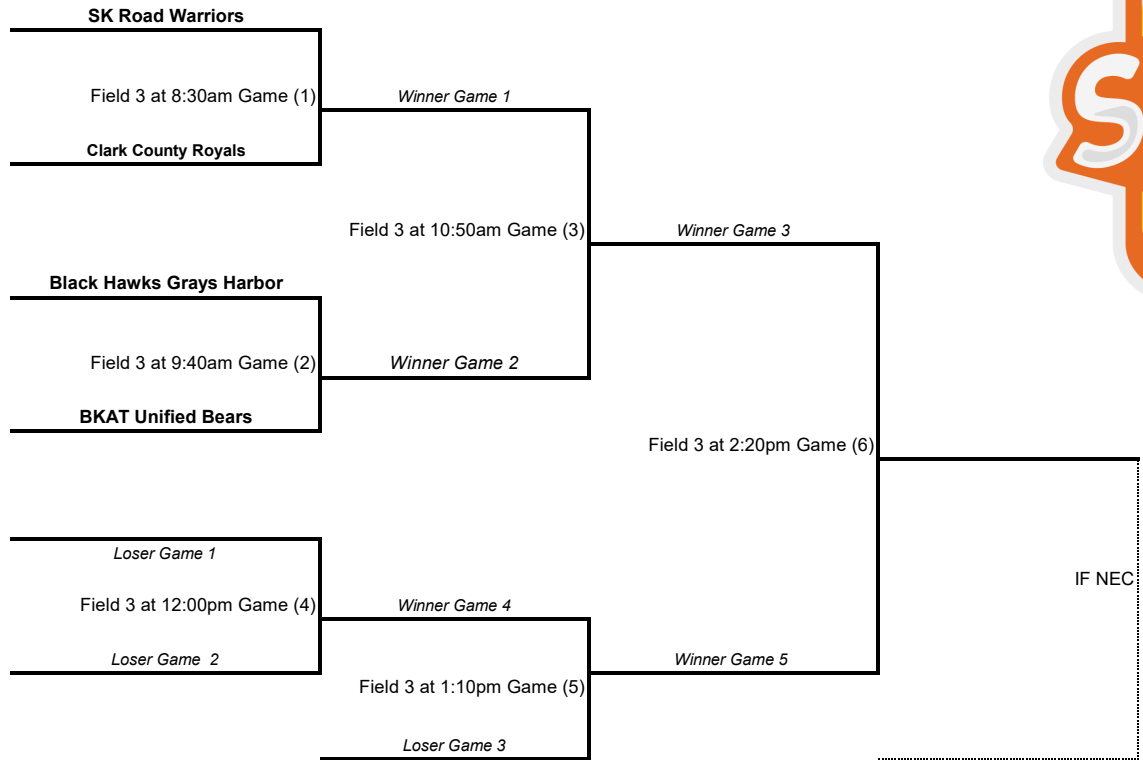 SK Road Warriors
Field 3 at 8:30am Game (1)
Winner Game 1
Clark County Royals
Field 3 at 10:50am Game (3)
Winner Game 3
Black Hawks Grays Harbor
Field 3 at 9:40am Game (2)
Winner Game 2
BKAT Unified Bears
Field 3 at 2:20pm Game (6)
Loser Game 1
IF NEC
Field 3 at 12:00pm Game (4)
Winner Game 4
Loser Game 2
Winner Game 5
Field 3 at 1:10pm Game (5)
Loser Game 3
S